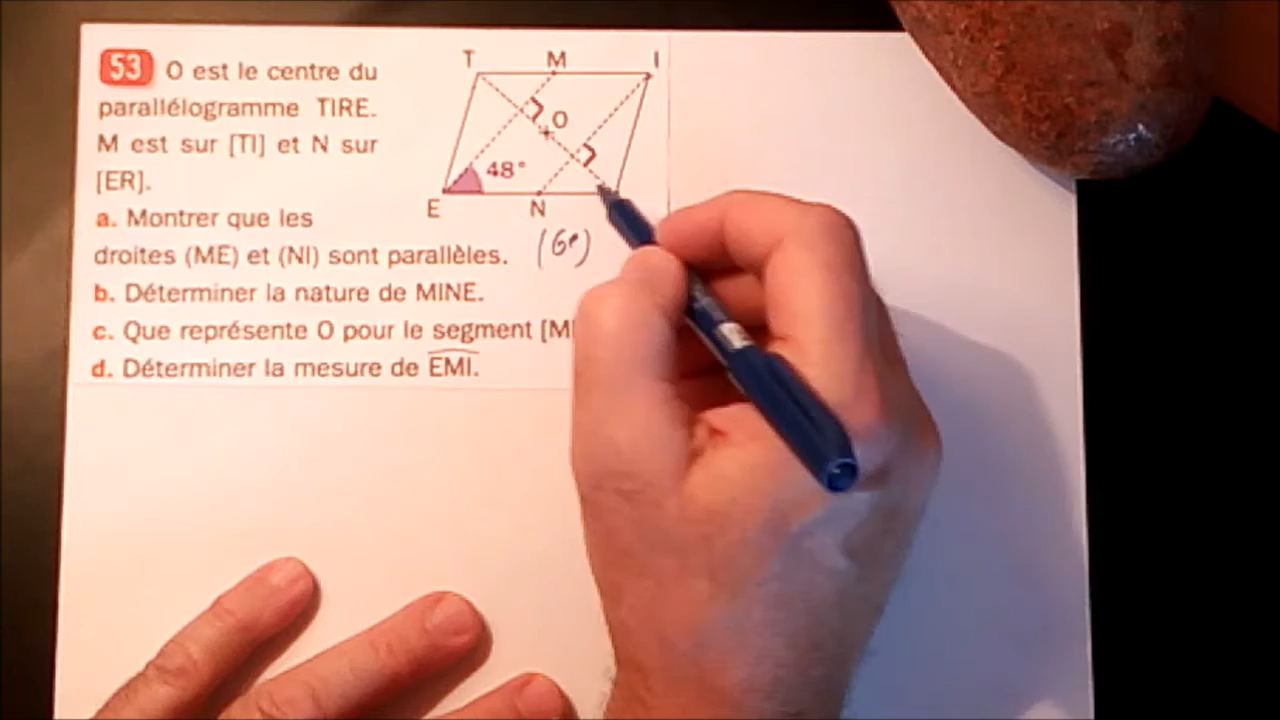 53 O est le centre du
parallélogramme TIRE.
M est sur [TI] et N sur
[ER].
a. Montrer que les
droites (ME) et (NI) sont parallèles. (6e)
b. Déterminer la nature de MINE.
c. Que représente O pour le segment
d. Déterminer la mesure de EMI.
T M I
O
48°
E N